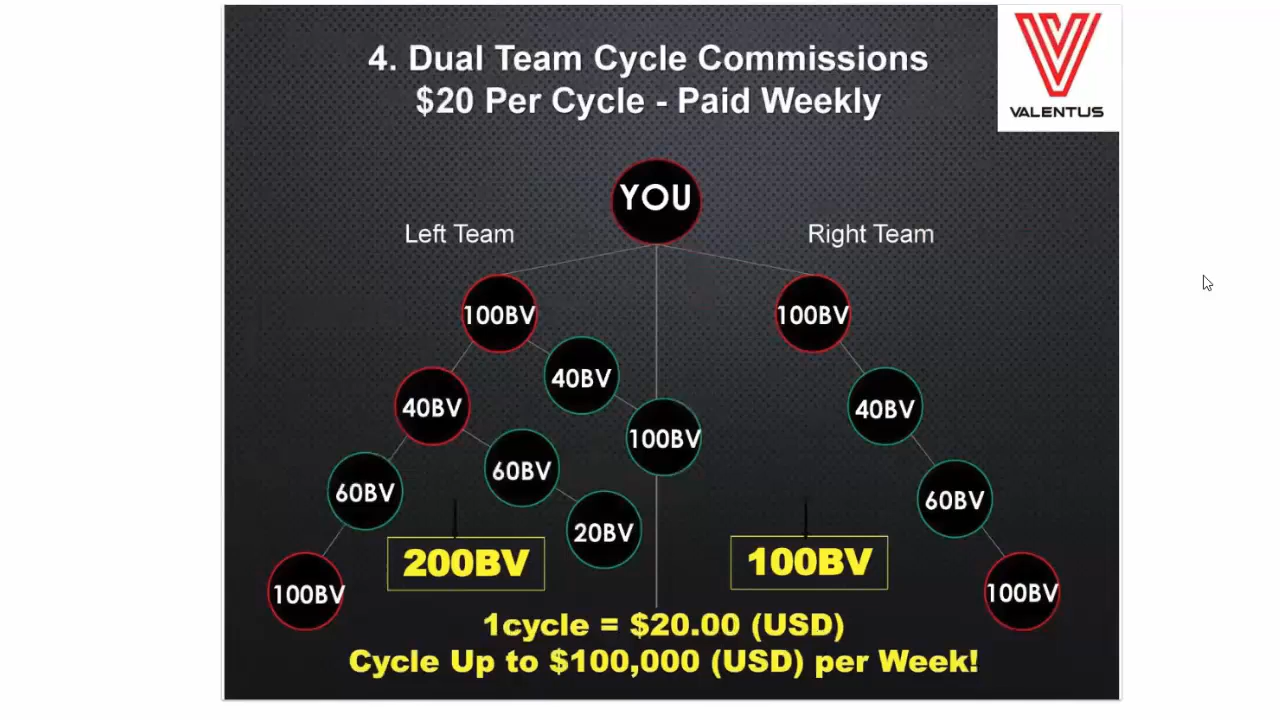 4. Dual Team Cycle Commissions
$20 Per Cycle - Paid Weekly
VALENTUS
YOU
Left Team
Right Team
100BV
100BV
40BV
40BV
40BV
100BV
60BV
60BV
60BV
20BV
100BV
100BV
200BV
100BV
1cycle = $20.00 (USD)
Cycle Up to $100,000 (USD) per Week!